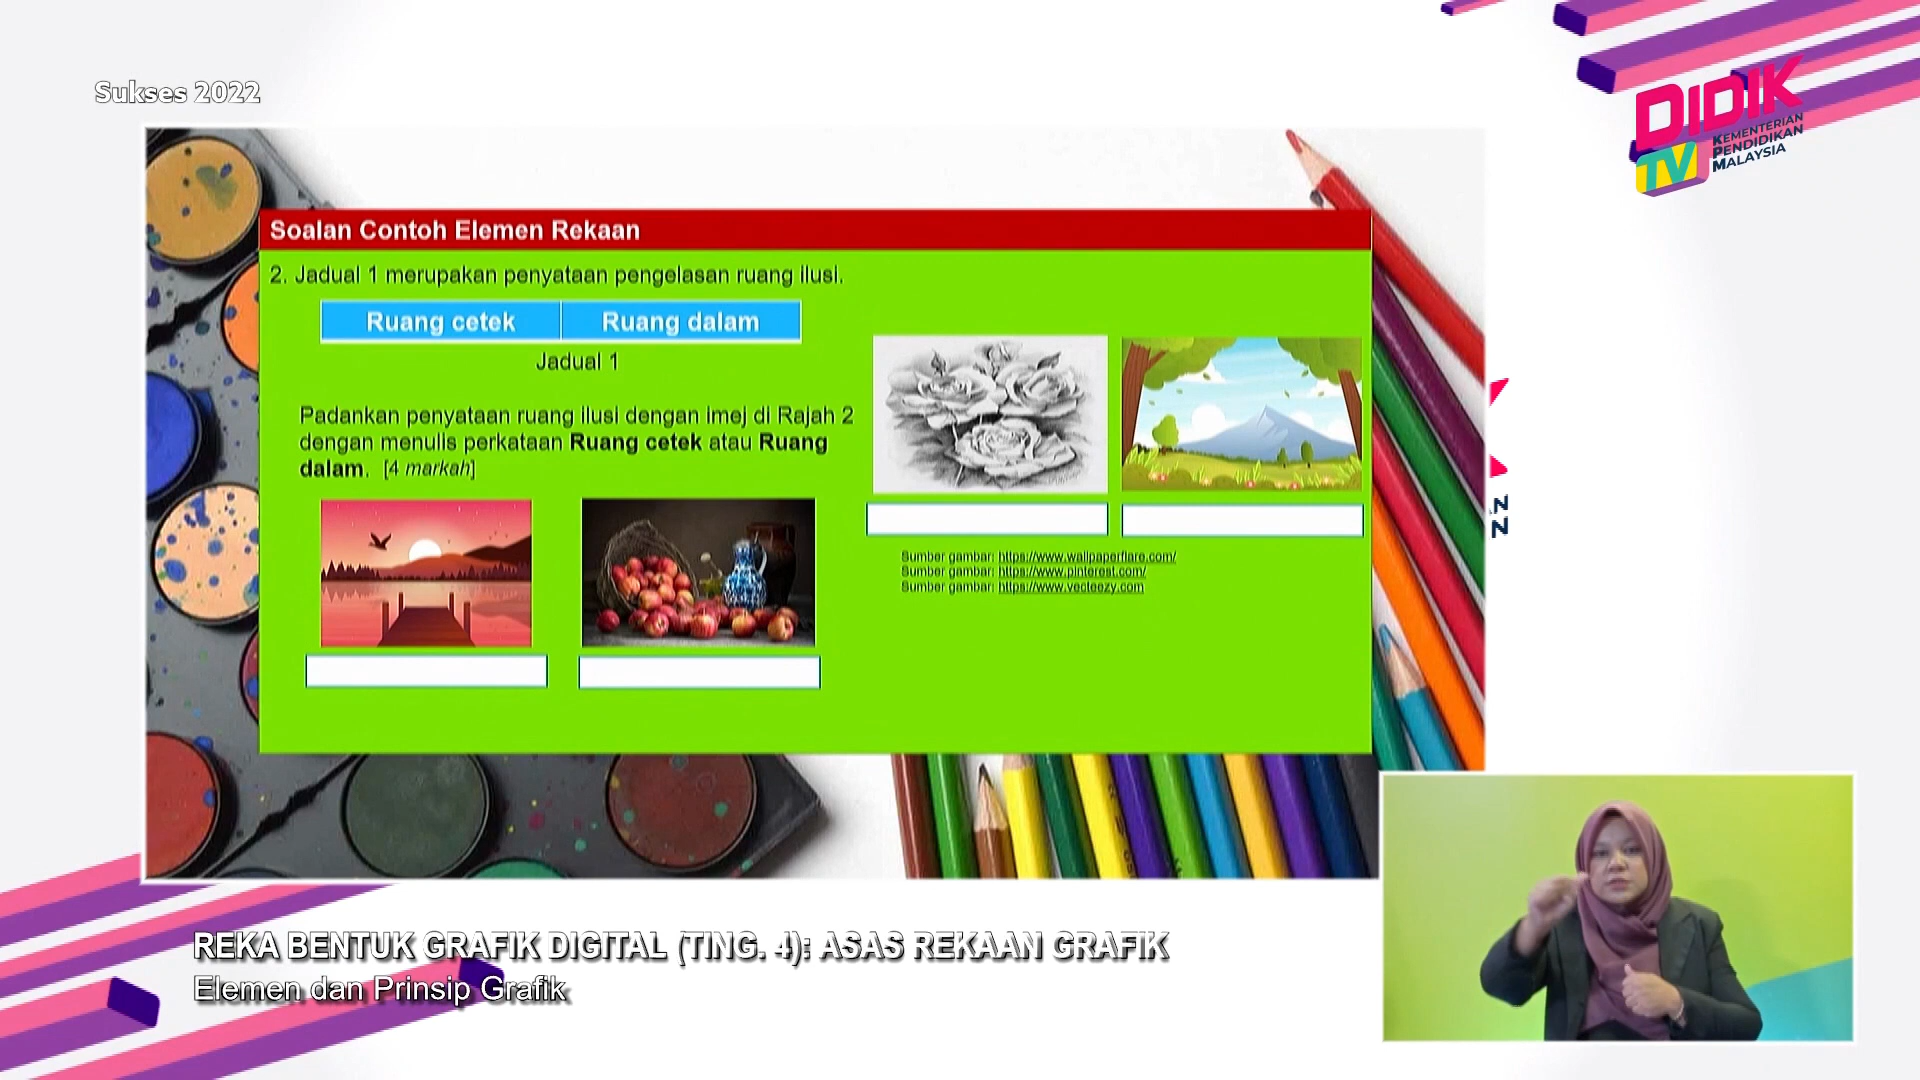 Sukses 2022
DIDIK
TV
KEMENTERIAN
PENDIDIKAN
MALAYSIA
Soalan Contoh Elemen Rekaan
2. Jadual 1 merupakan penyataan pengelasan ruang ilusi.
Ruang cetek Ruang dalam
Jadual 1
Padankan penyataan ruang ilusi dengan imej di Rajah 2
dengan menulis perkataan Ruang cetek atau Ruang
dalam. [4 markah]
Sumber gambar: https://www.wallpaperflare.com/
Sumber gambar: https://www.pinterest.com/
Sumber gambar: https://www.vecteezy.com
N
N
REKA BENTUK GRAFIK DIGITAL (TING. 4): ASAS REKAAN GRAFIK
Elemen dan Prinsip Grafik